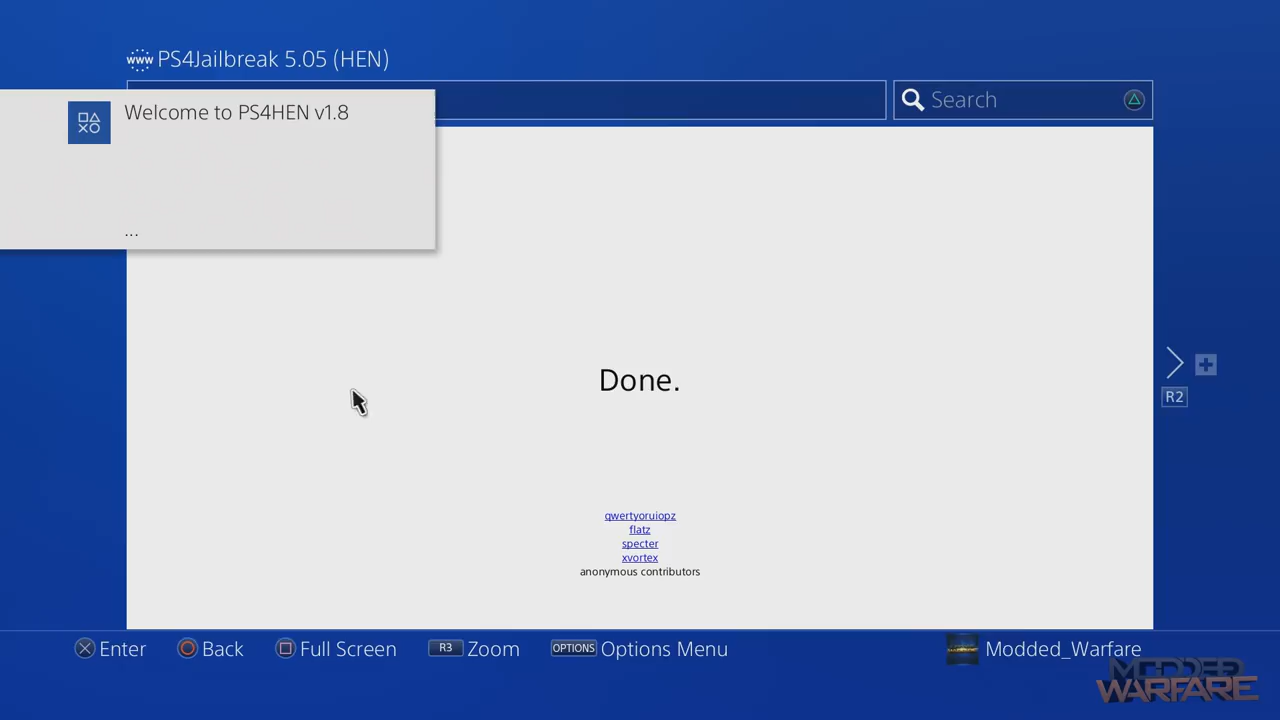 www PS4Jailbreak 5.05 (HEN)
Welcome to PS4HEN v1.8
...
Search
Done.
R2
qwertyoruiopz
flatz
specter
xvortex
anonymous contributors
Enter Back Full Screen R3 Zoom OPTIONS Options Menu Modded_Warfare
MODDED
WARFARE